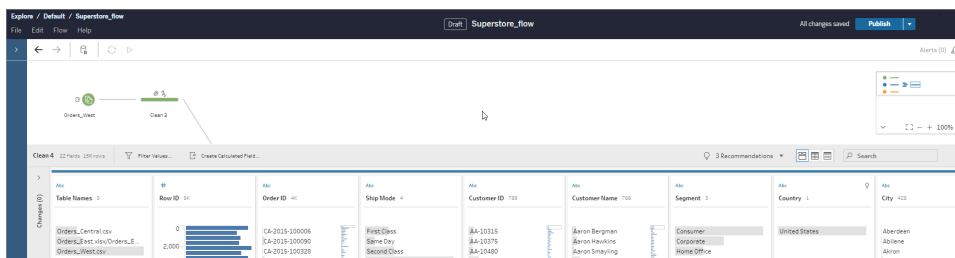 Explore / Default / Superstore_flow
Draft Superstore_flow
All changes saved Publish
File Edit Flow Help
Alerts (0)
Orders_West
Clean 3
100%
Clean 4 22 fields 15K rows Filter Values... Create Calculated Field... 3 Recommendations Search
Changes (0)
Abc # Abc Abc Abc Abc Abc Abc Abc
Table Names 3 Row ID 8K Order ID 4K Ship Mode 4 Customer ID 788 Customer Name 788 Segment 3 Country 1 City 428
Orders_Central.csv 0 CA-2015-100006 First Class AA-10315 Aaron Bergman Consumer United States Aberdeen
Orders_East.xlsx/Orders_E... CA-2015-100090 Same Day AA-10375 Aaron Hawkins Corporate Abilene
Orders_West.csv 2,000 CA-2015-100328 Second Class AA-10480 Aaron Smayling Home Office Akron